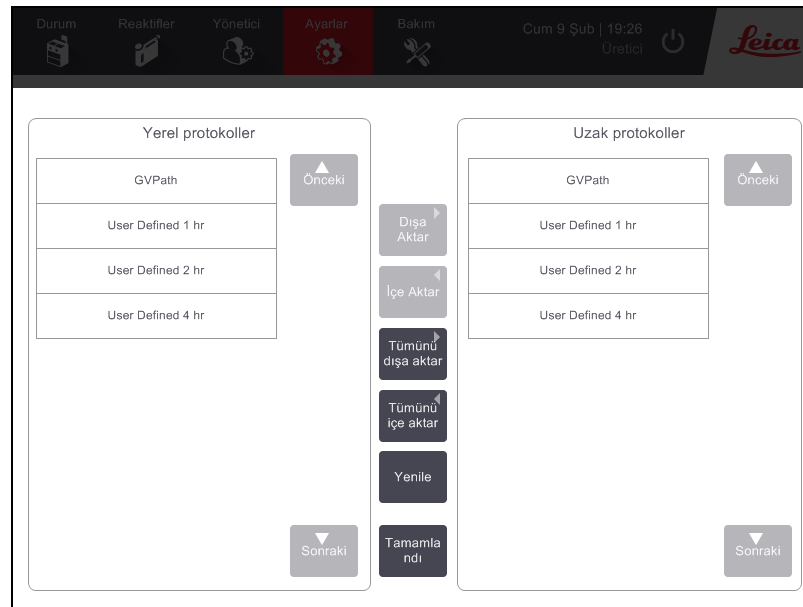 Durum
Reaktifler
Yönetici
Ayarlar
Bakım
Cum 9 Şub | 19:26
Üretici
Leica
Yerel protokoller
GVPath
User Defined 1 hr
User Defined 2 hr
User Defined 4 hr
Önceki
Sonraki
Dışa
Aktar
İçe Aktar
Tümünü
dışa aktar
Tümünü
içe aktar
Yenile
Tamamla
ndı
Uzak protokoller
GVPath
User Defined 1 hr
User Defined 2 hr
User Defined 4 hr
Önceki
Sonraki